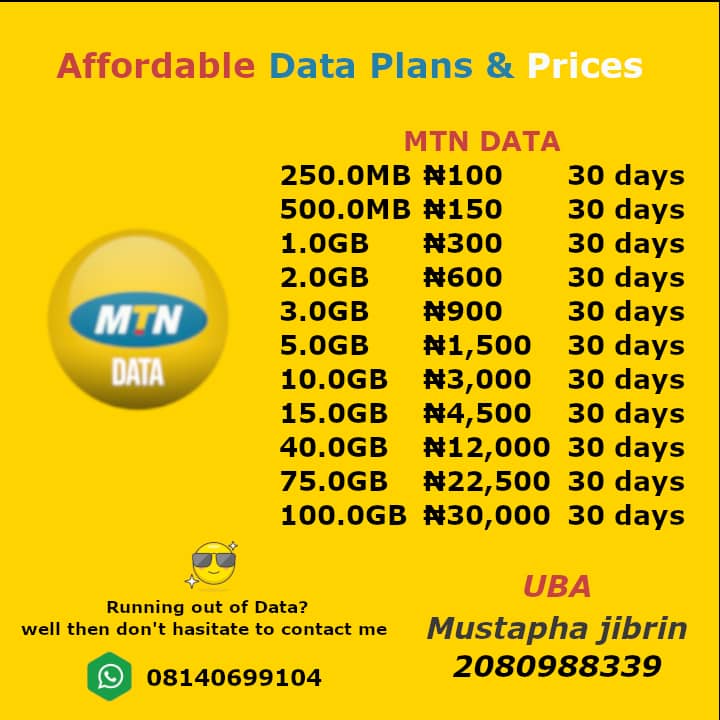 Affordable Data Plans & Prices
MTN DATA
250.0MB ₦100 30 days
500.0MB ₦150 30 days
1.0GB ₦300 30 days
2.0GB ₦600 30 days
3.0GB ₦900 30 days
5.0GB ₦1,500 30 days
10.0GB ₦3,000 30 days
15.0GB ₦4,500 30 days
40.0GB ₦12,000 30 days
75.0GB ₦22,500 30 days
100.0GB ₦30,000 30 days
MTN
DATA
Running out of Data?
well then don't hasitate to contact me
08140699104
UBA
Mustapha jibrin
2080988339